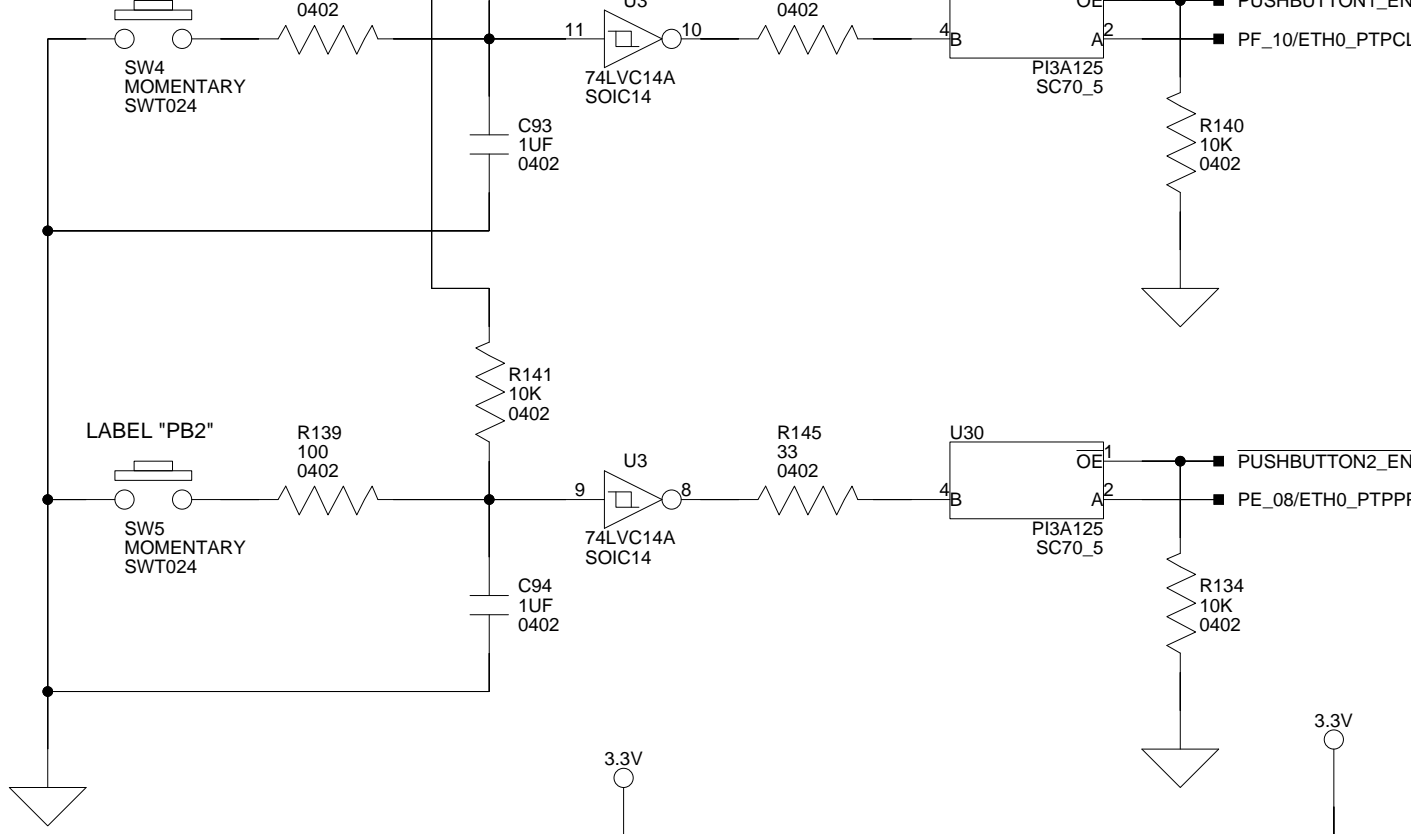 0402
U3
0402
OE
PUSHBUTTON1_EN
11
10
4
B
A
2
PF_10/ETH0_PTPCL
SW4
MOMENTARY
SWT024
74LVC14A
SOIC14
PI3A125
SC70_5
C93
1UF
0402
R140
10K
0402
R141
10K
0402
LABEL "PB2"
R139
100
0402
U3
R145
33
0402
U30
OE
1
PUSHBUTTON2_EN
9
8
4
B
A
2
PE_08/ETH0_PTPPP
SW5
MOMENTARY
SWT024
74LVC14A
SOIC14
PI3A125
SC70_5
C94
1UF
0402
R134
10K
0402
3.3V
3.3V